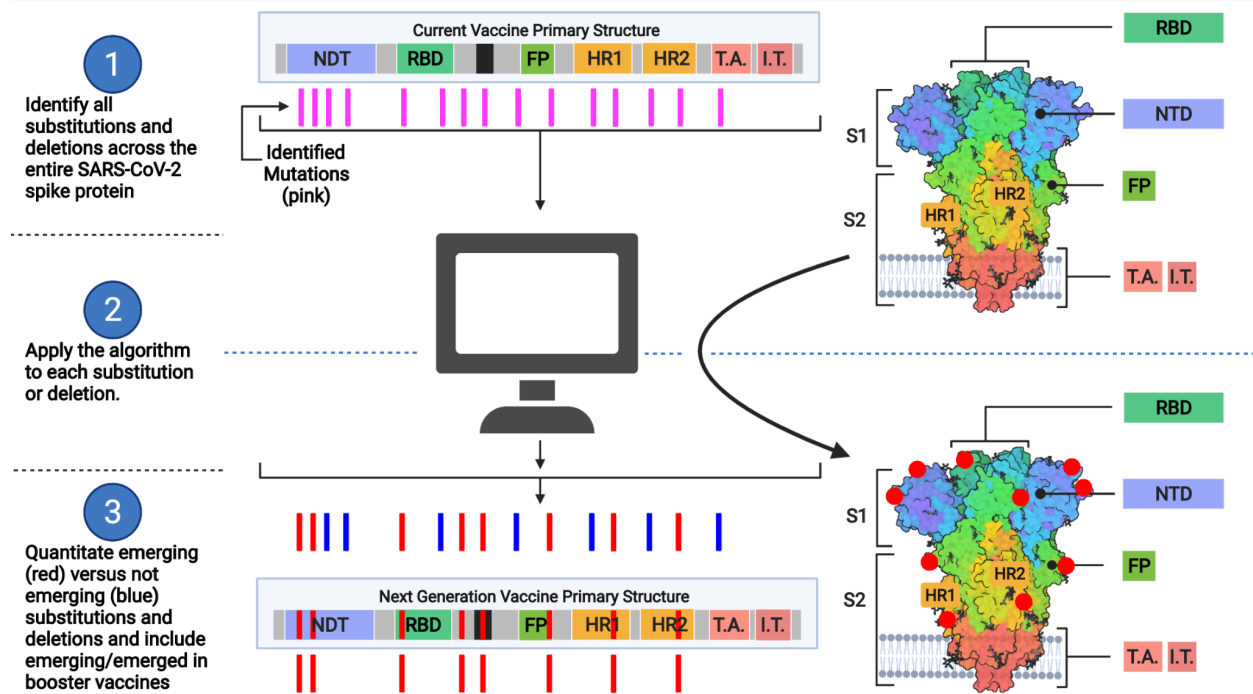 1
Identify all
substitutions and
deletions across the
entire SARS-CoV-2
spike protein
Current Vaccine Primary Structure
NDT RBD FP HR1 HR2 T.A. I.T.
Identified
Mutations
(pink)
RBD
NTD
S1
FP
HR2
HR1
S2
T.A. I.T.
2
Apply the algorithm
to each substitution
or deletion.
3
Quantitate emerging
(red) versus not
emerging (blue)
substitutions and
deletions and include
emerging/emerged in
booster vaccines
Next Generation Vaccine Primary Structure
NDT RBD FP HR1 HR2 T.A. I.T.
RBD
NTD
S1
FP
HR2
HR1
S2
T.A. I.T.